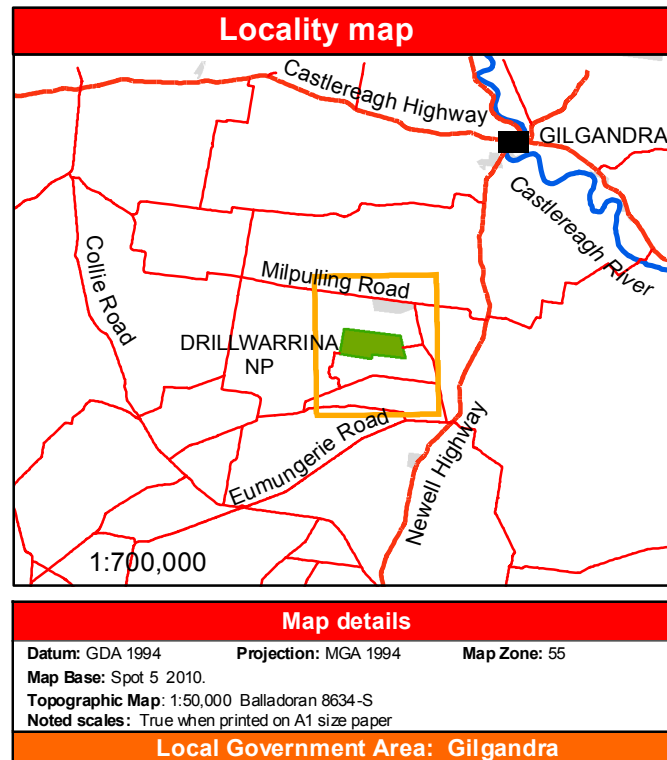 Locality map
Castlereagh Highway
GILGANDRA
Castlereagh River
Collie Road
Milpulling Road
DRILLWARRINA
NP
Eumungerie Road
Newell Highway
1:700,000
Map details
Datum: GDA 1994 Projection: MGA 1994 Map Zone: 55
Map Base: Spot 5 2010.
Topographic Map: 1:50,000 Balladoran 8634-S
Noted scales: True when printed on A1 size paper
Local Government Area: Gilgandra